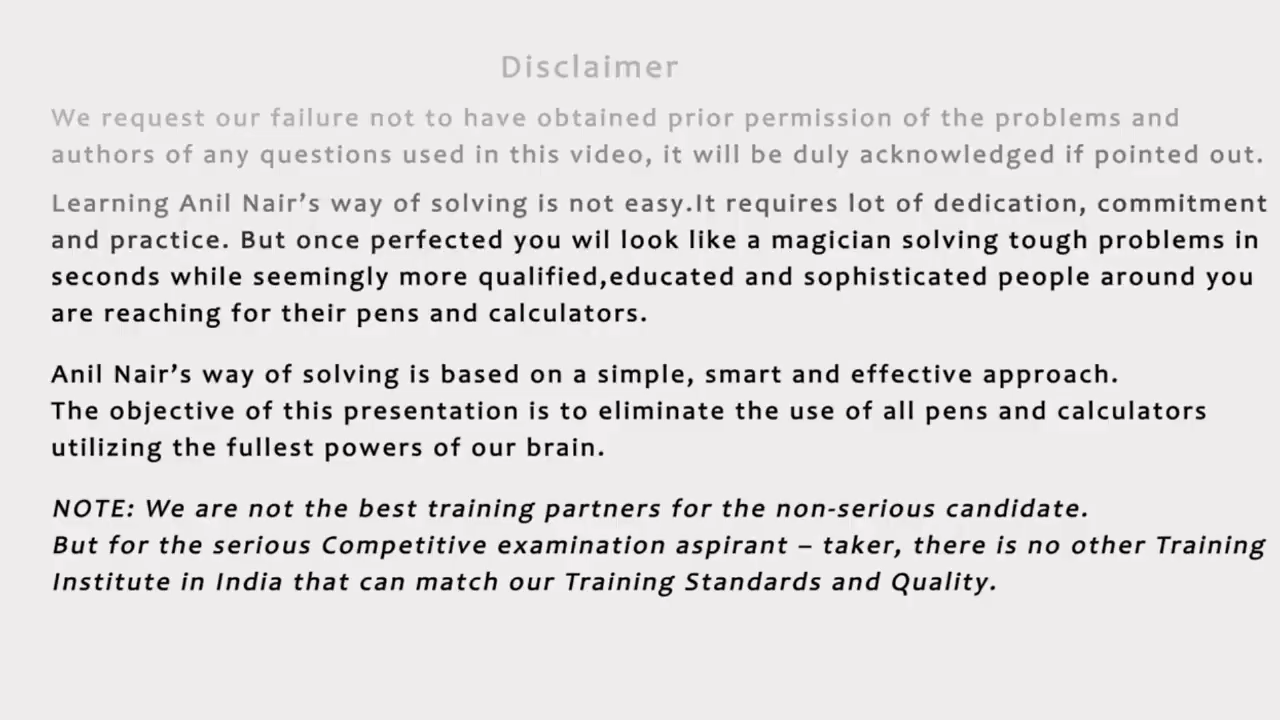 Disclaimer
We request our failure not to have obtained prior permission of the problems and
authors of any questions used in this video, it will be duly acknowledged if pointed out.
Learning Anil Nair's way of solving is not easy.It requires lot of dedication, commitment
and practice. But once perfected you wil look like a magician solving tough problems in
seconds while seemingly more qualified,educated and sophisticated people around you
are reaching for their pens and calculators.
Anil Nair's way of solving is based on a simple, smart and effective approach.
The objective of this presentation is to eliminate the use of all pens and calculators
utilizing the fullest powers of our brain.
NOTE: We are not the best training partners for the non-serious candidate.
But for the serious Competitive examination aspirant – taker, there is no other Training
Institute in India that can match our Training Standards and Quality.